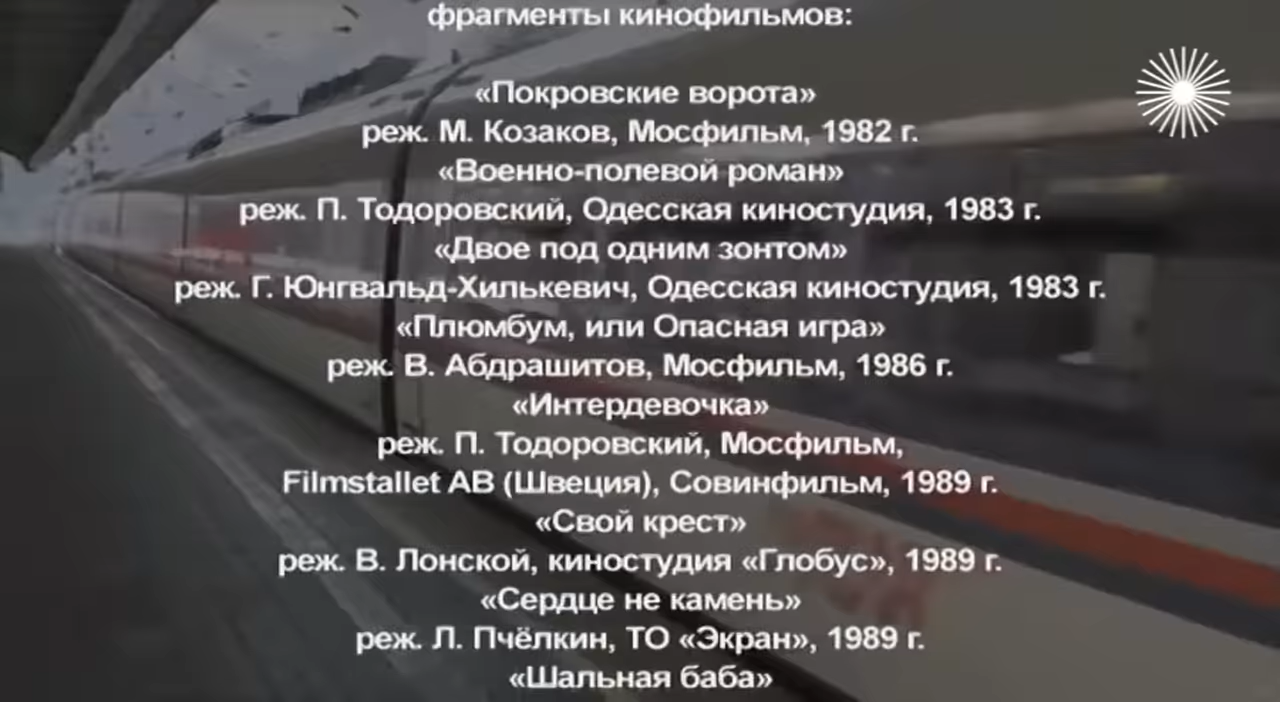 фрагменты кинофильмов:
«Покровские ворота»
реж. М. Козаков, Мосфильм, 1982 г.
«Военно-полевой роман»
реж. П. Тодоровский, Одесская киностудия, 1983 г.
«Двое под одним зонтом»
реж. Г. Юнгвальд-Хилькевич, Одесская киностудия, 1983 г.
«Плюмбум, или Опасная игра»
реж. В. Абдрашитов, Мосфильм, 1986 г.
«Интердевочка»
реж. П. Тодоровский, Мосфильм,
Filmstallet AB (Швеция), Совинфильм, 1989 г.
«Свой крест»
реж. В. Лонской, киностудия «Глобус», 1989 г.
«Сердце не камень»
реж. Л. Пчёлкин, ТО «Экран», 1989 г.
«Шальная баба»